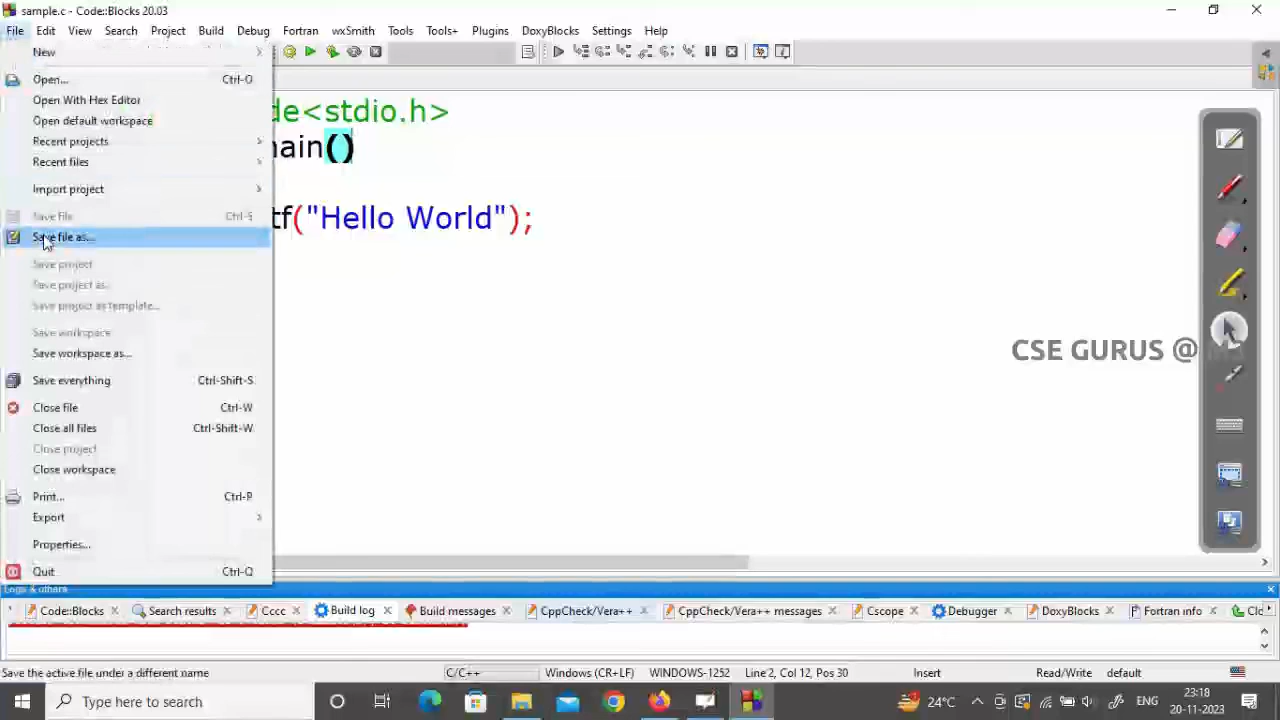 sample.c - Code::Blocks 20.03
File Edit View Search Project Build Debug Fortran wxSmith Tools Tools+ Plugins DoxyBlocks Settings Help
New
Open... Ctrl-O
Open With Hex Editor
Open default workspace
Recent projects
Recent files
Import project
Save file Ctrl-S
Save file as...
Save project
Save project as...
Save project as template...
Save workspace
Save workspace as...
Save everything Ctrl-Shift-S
Close file Ctrl-W
Close all files Ctrl-Shift-W
Close project
Close workspace
Print... Ctrl-P
Export
Properties...
Quit Ctrl-Q
de<stdio.h>
main()
tf("Hello World");
CSE GURUS @
Logs & others
Code::Blocks Search results Cccc Build log Build messages CppCheck/Vera++ CppCheck/Vera++ messages Cscope Debugger DoxyBlocks Fortran info Clo
Save the active file under a different name C/C++ Windows (CR+LF) WINDOWS-1252 Line 2, Col 12, Pos 30 Insert Read/Write default
Type here to search 24°C ENG 23:18
20-11-2023